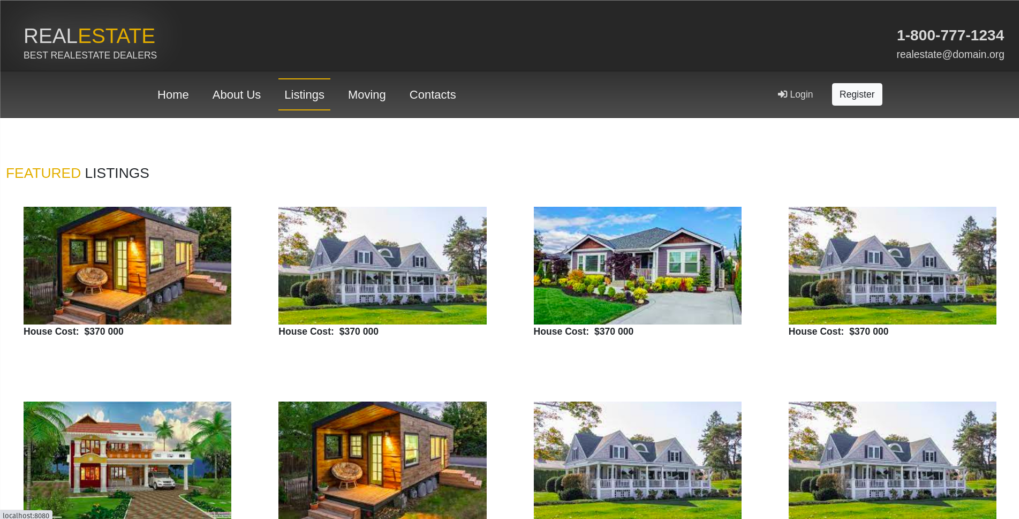 REALESTATE
BEST REALESTATE DEALERS
1-800-777-1234
realestate@domain.org
Home About Us Listings Moving Contacts Login Register
FEATURED LISTINGS
House Cost: $370 000 House Cost: $370 000 House Cost: $370 000 House Cost: $370 000
localhost:8080